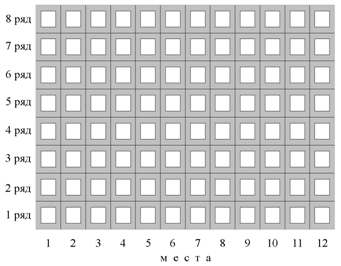 8 ряд
7 ряд
6 ряд
5 ряд
4 ряд
3 ряд
2 ряд
1 ряд
1 2 3 4 5 6 7 8 9 10 11 12
места